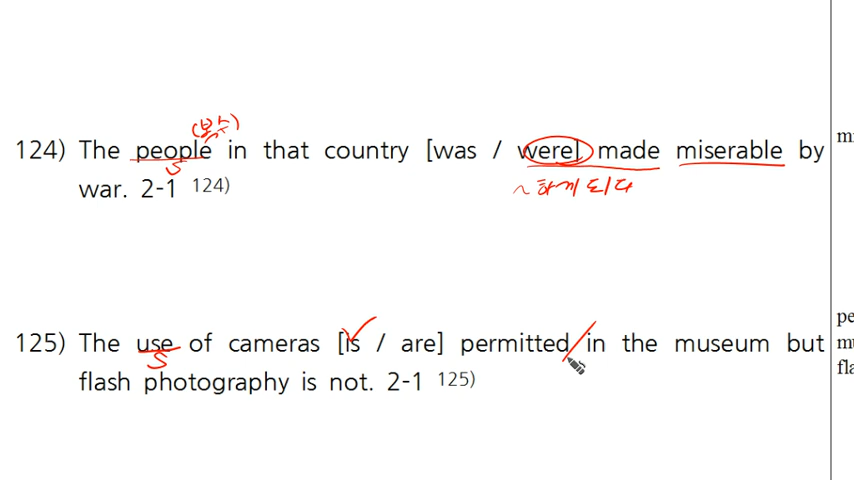 (복수)
124) The people in that country [was / were] made miserable by
S
~하게 되다
war. 2-1 124)
125) The use of cameras [is / are] permitted in the museum but
S
flash photography is not. 2-1 125)